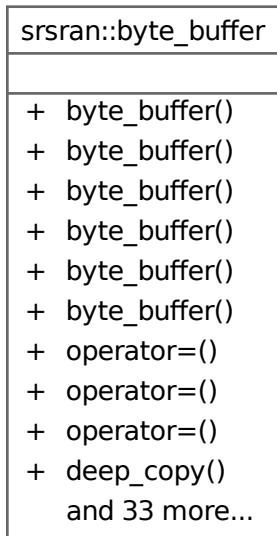 srsran::byte_buffer
+ byte_buffer()
+ byte_buffer()
+ byte_buffer()
+ byte_buffer()
+ byte_buffer()
+ byte_buffer()
+ operator=()
+ operator=()
+ operator=()
+ deep_copy()
and 33 more...